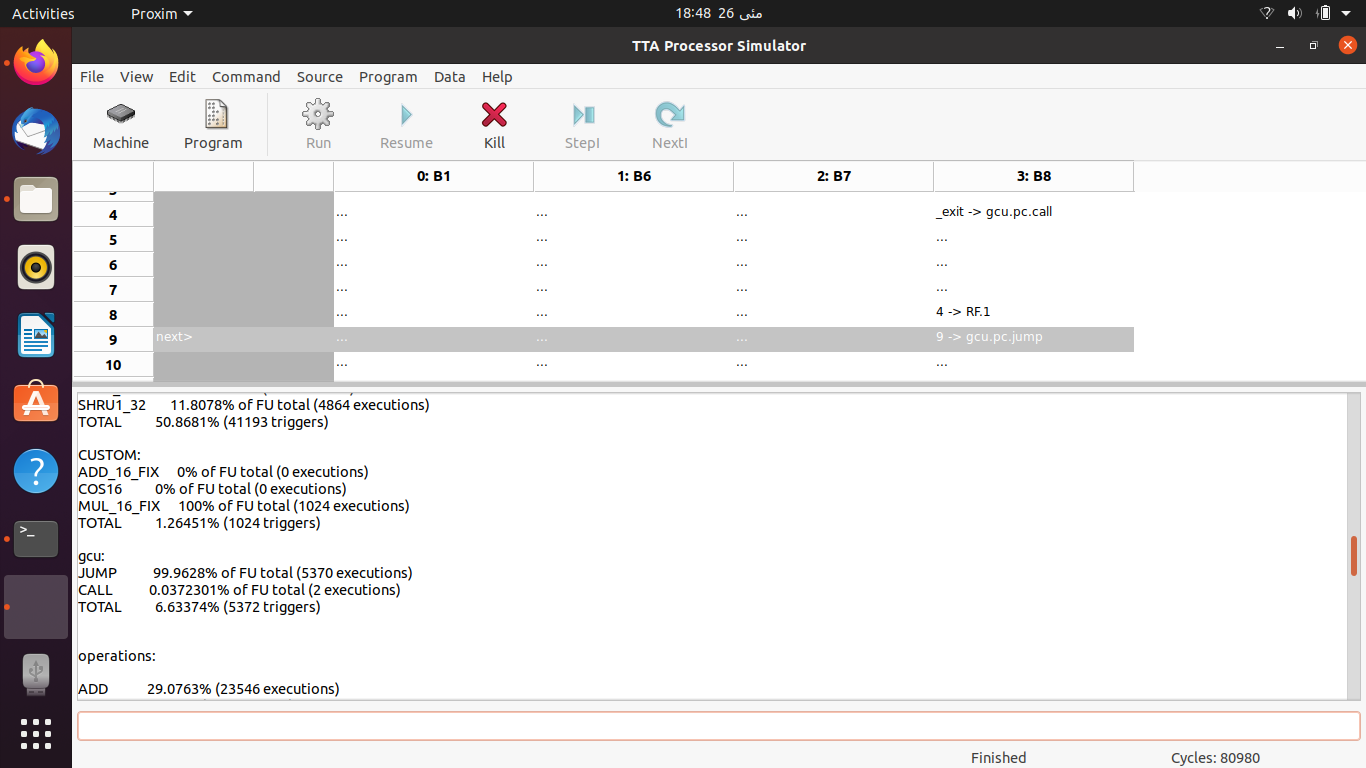 Activities Proxim 18:48 26 مئی
TTA Processor Simulator
File View Edit Command Source Program Data Help
Machine Program Run Resume Kill StepI NextI
0: B1 1: B6 2: B7 3: B8
4 ... ... ... _exit -> gcu.pc.call
5 ... ... ... ...
6 ... ... ... ...
7 ... ... ... ...
8 ... ... ... 4 -> RF.1
9 next> ... ... ... 9 -> gcu.pc.jump
10 ... ... ... ...
SHRU1_32 11.8078% of FU total (4864 executions)
TOTAL 50.8681% (41193 triggers)
CUSTOM:
ADD_16_FIX 0% of FU total (0 executions)
COS16 0% of FU total (0 executions)
MUL_16_FIX 100% of FU total (1024 executions)
TOTAL 1.26451% (1024 triggers)
gcu:
JUMP 99.9628% of FU total (5370 executions)
CALL 0.0372301% of FU total (2 executions)
TOTAL 6.63374% (5372 triggers)
operations:
ADD 29.0763% (23546 executions)
Finished Cycles: 80980